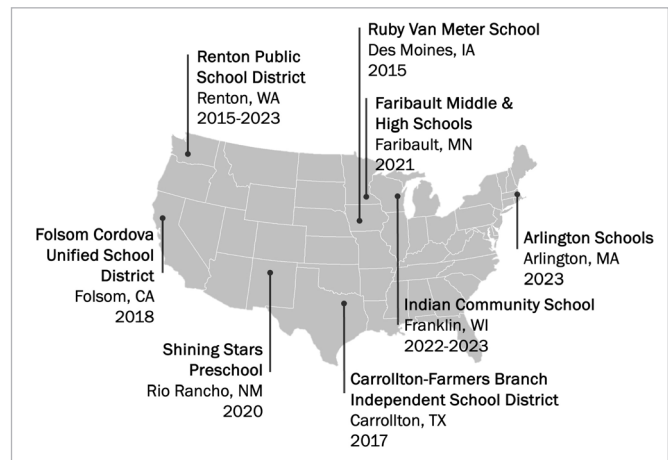 Ruby Van Meter School
Des Moines, IA
2015
Renton Public
School District
Renton, WA
2015-2023
Faribault Middle &
High Schools
Faribault, MN
2021
Folsom Cordova
Unified School
District
Folsom, CA
2018
Arlington Schools
Arlington, MA
2023
Indian Community School
Franklin, WI
2022-2023
Shining Stars
Preschool
Rio Rancho, NM
2020
Carrollton-Farmers Branch
Independent School District
Carrollton, TX
2017